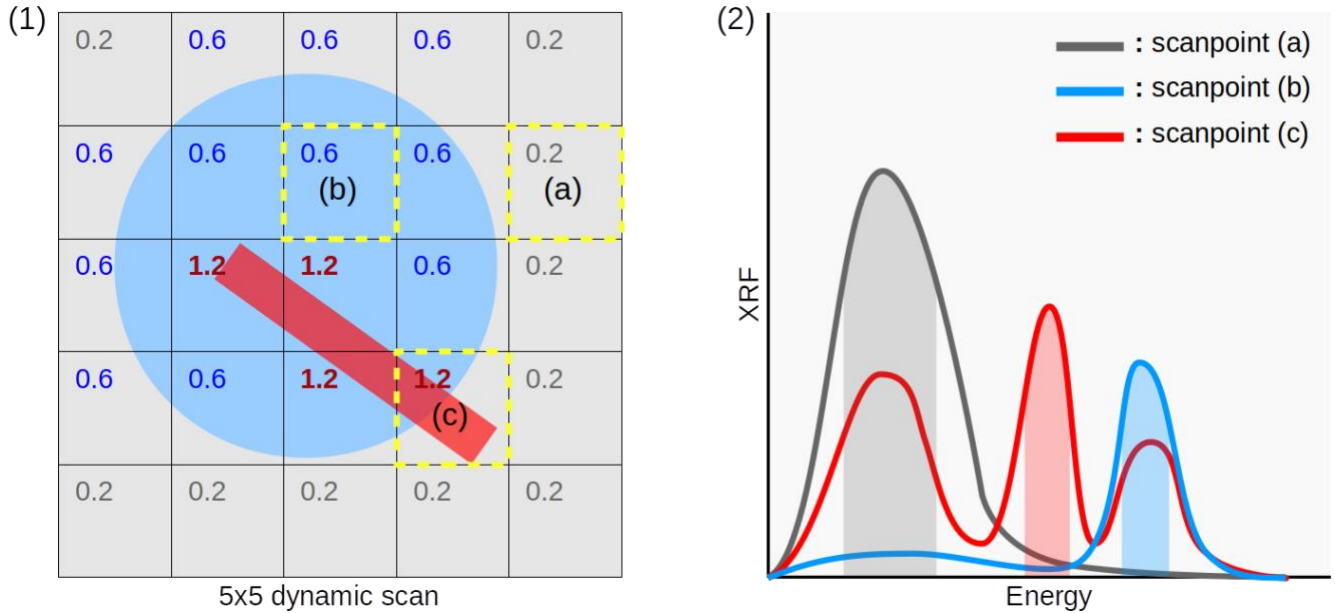 (1)
0.2 0.6 0.6 0.6 0.2
0.6 0.6 0.6 0.6 0.2
(b) (a)
0.6 1.2 1.2 0.6 0.2
0.6 0.6 1.2 1.2 0.2
(c)
0.2 0.2 0.2 0.2 0.2
5x5 dynamic scan
(2)
: scanpoint (a)
: scanpoint (b)
: scanpoint (c)
XRF
Energy